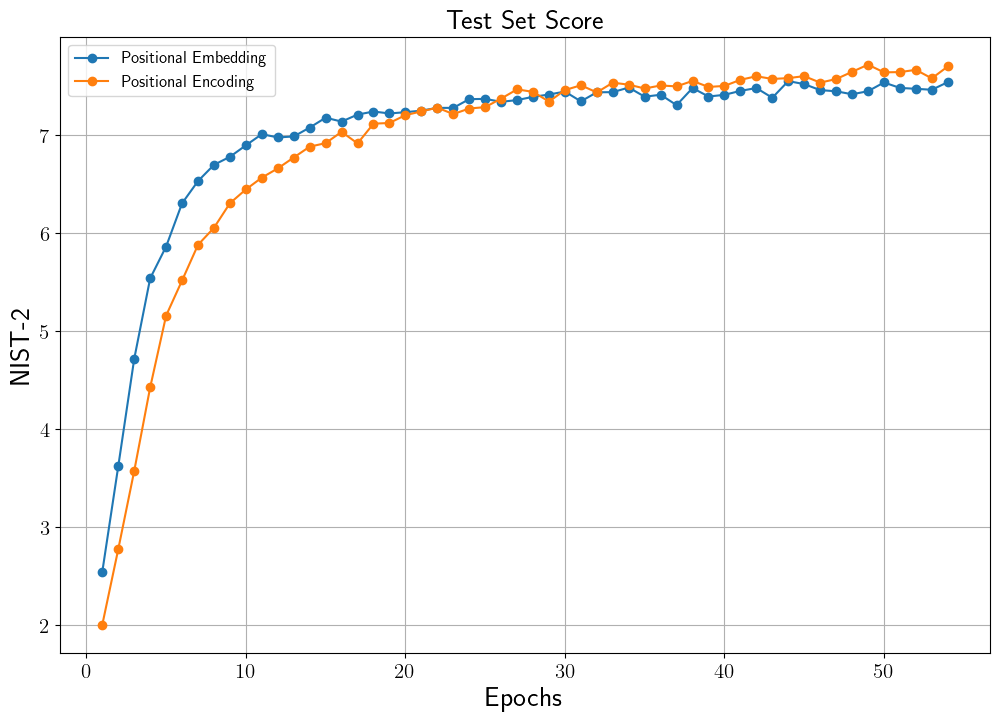 Test Set Score
Positional Embedding
Positional Encoding
NIST-2
7
6
5
4
3
2
0 10 20 30 40 50
Epochs